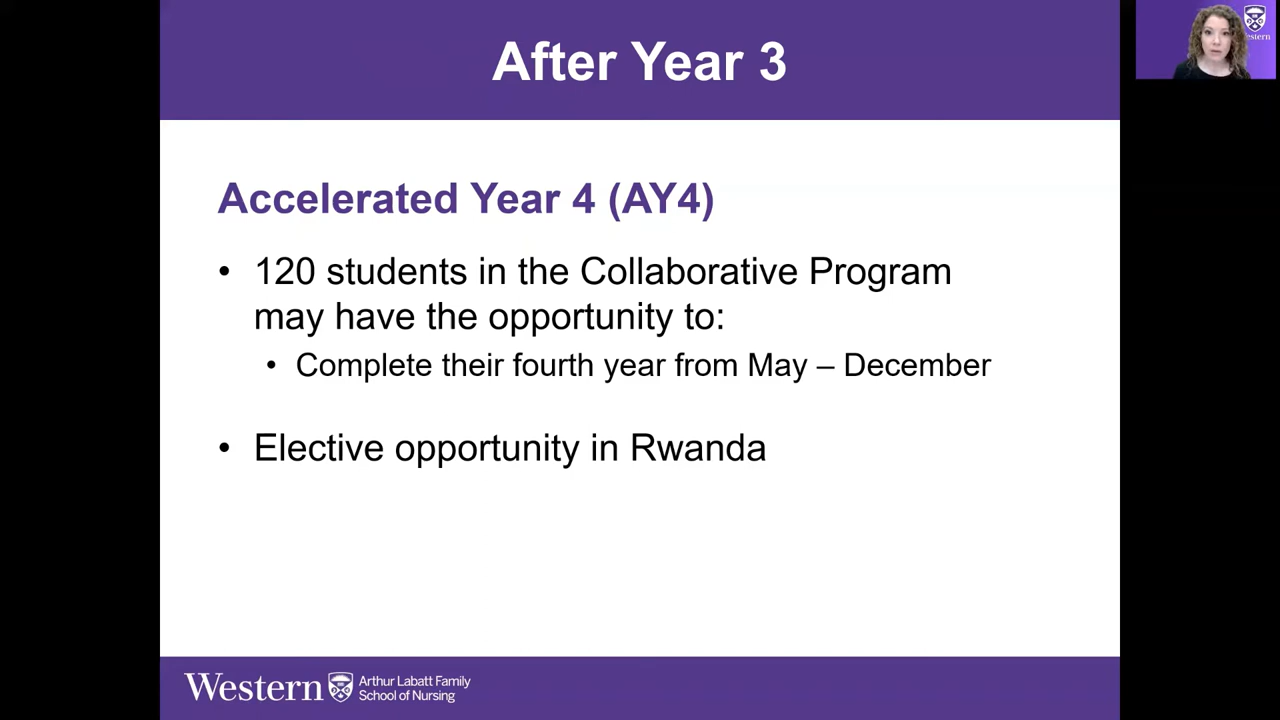 After Year 3
Accelerated Year 4 (AY4)
• 120 students in the Collaborative Program
may have the opportunity to:
• Complete their fourth year from May – December
• Elective opportunity in Rwanda
Western
Arthur Labatt Family
School of Nursing